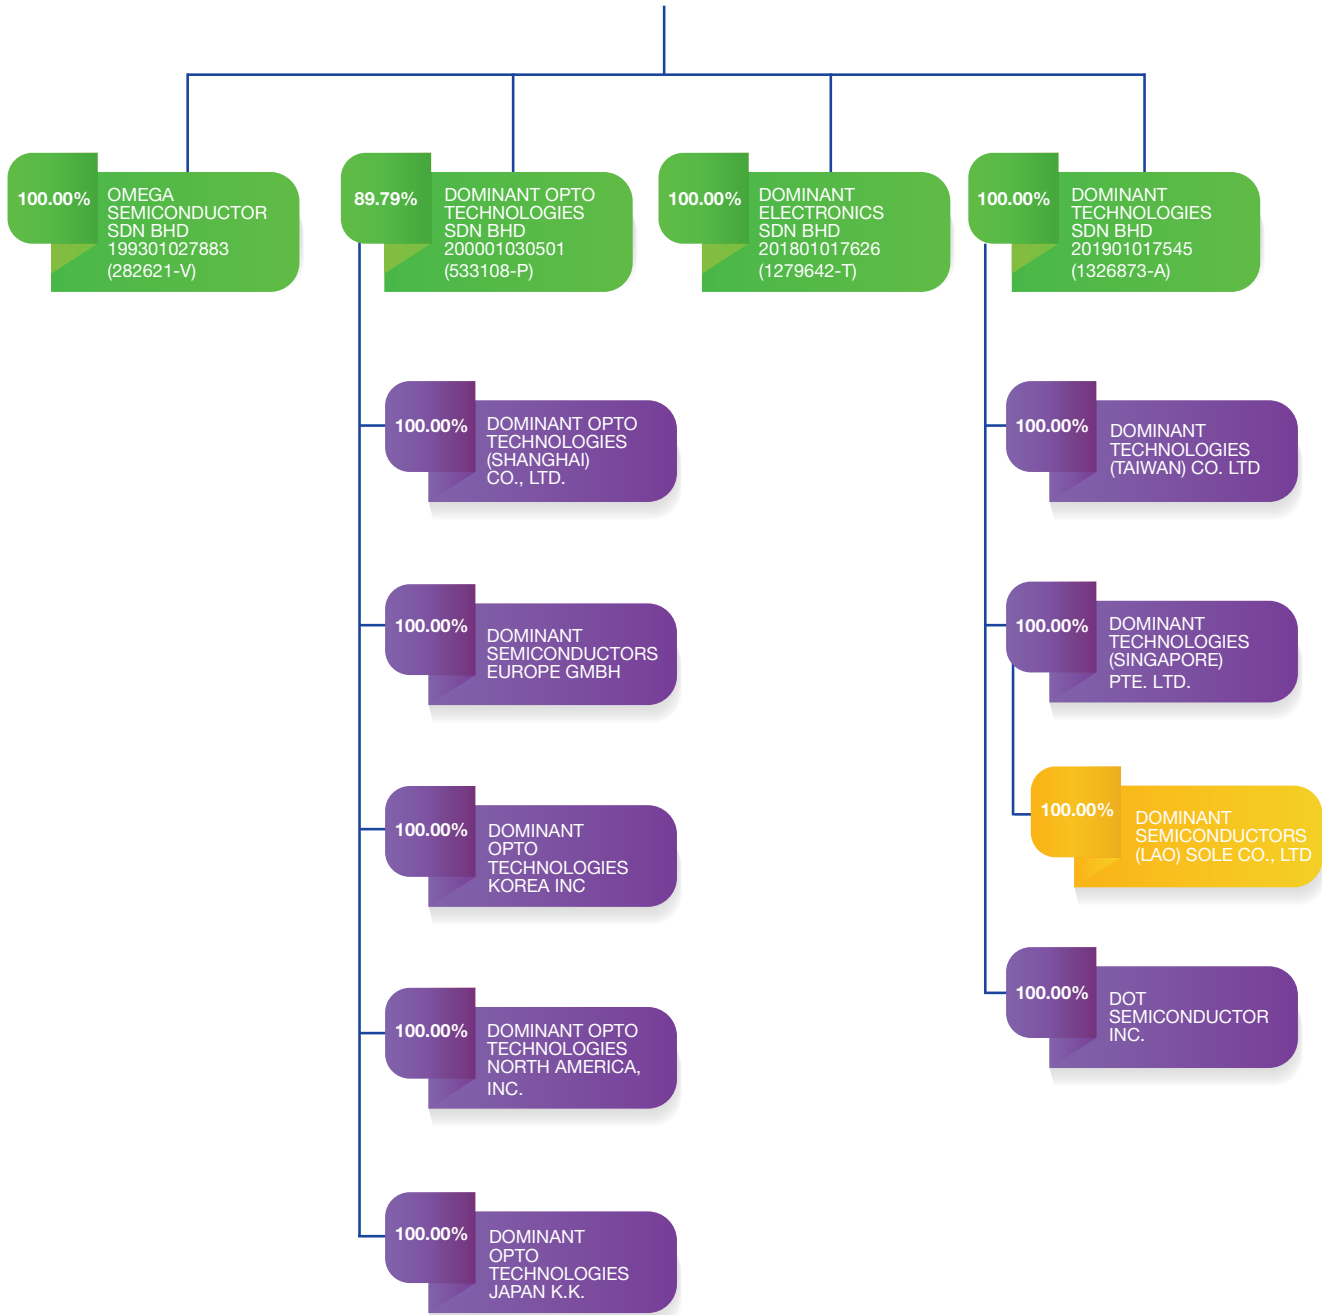 100.00%
OMEGA
SEMICONDUCTOR
SDN BHD
199301027883
(282621-V)
89.79%
DOMINANT OPTO
TECHNOLOGIES
SDN BHD
200001030501
(533108-P)
100.00%
DOMINANT
ELECTRONICS
SDN BHD
201801017626
(1279642-T)
100.00%
DOMINANT
TECHNOLOGIES
SDN BHD
201901017545
(1326873-A)
100.00%
DOMINANT OPTO
TECHNOLOGIES
(SHANGHAI)
CO., LTD.
100.00%
DOMINANT
SEMICONDUCTORS
EUROPE GMBH
100.00%
DOMINANT
OPTO
TECHNOLOGIES
KOREA INC
100.00%
DOMINANT OPTO
TECHNOLOGIES
NORTH AMERICA,
INC.
100.00%
DOMINANT
OPTO
TECHNOLOGIES
JAPAN K.K.
100.00%
DOMINANT
TECHNOLOGIES
(TAIWAN) CO. LTD
100.00%
DOMINANT
TECHNOLOGIES
(SINGAPORE)
PTE. LTD.
100.00%
DOMINANT
SEMICONDUCTORS
(LAO) SOLE CO., LTD
100.00%
DOT
SEMICONDUCTOR
INC.